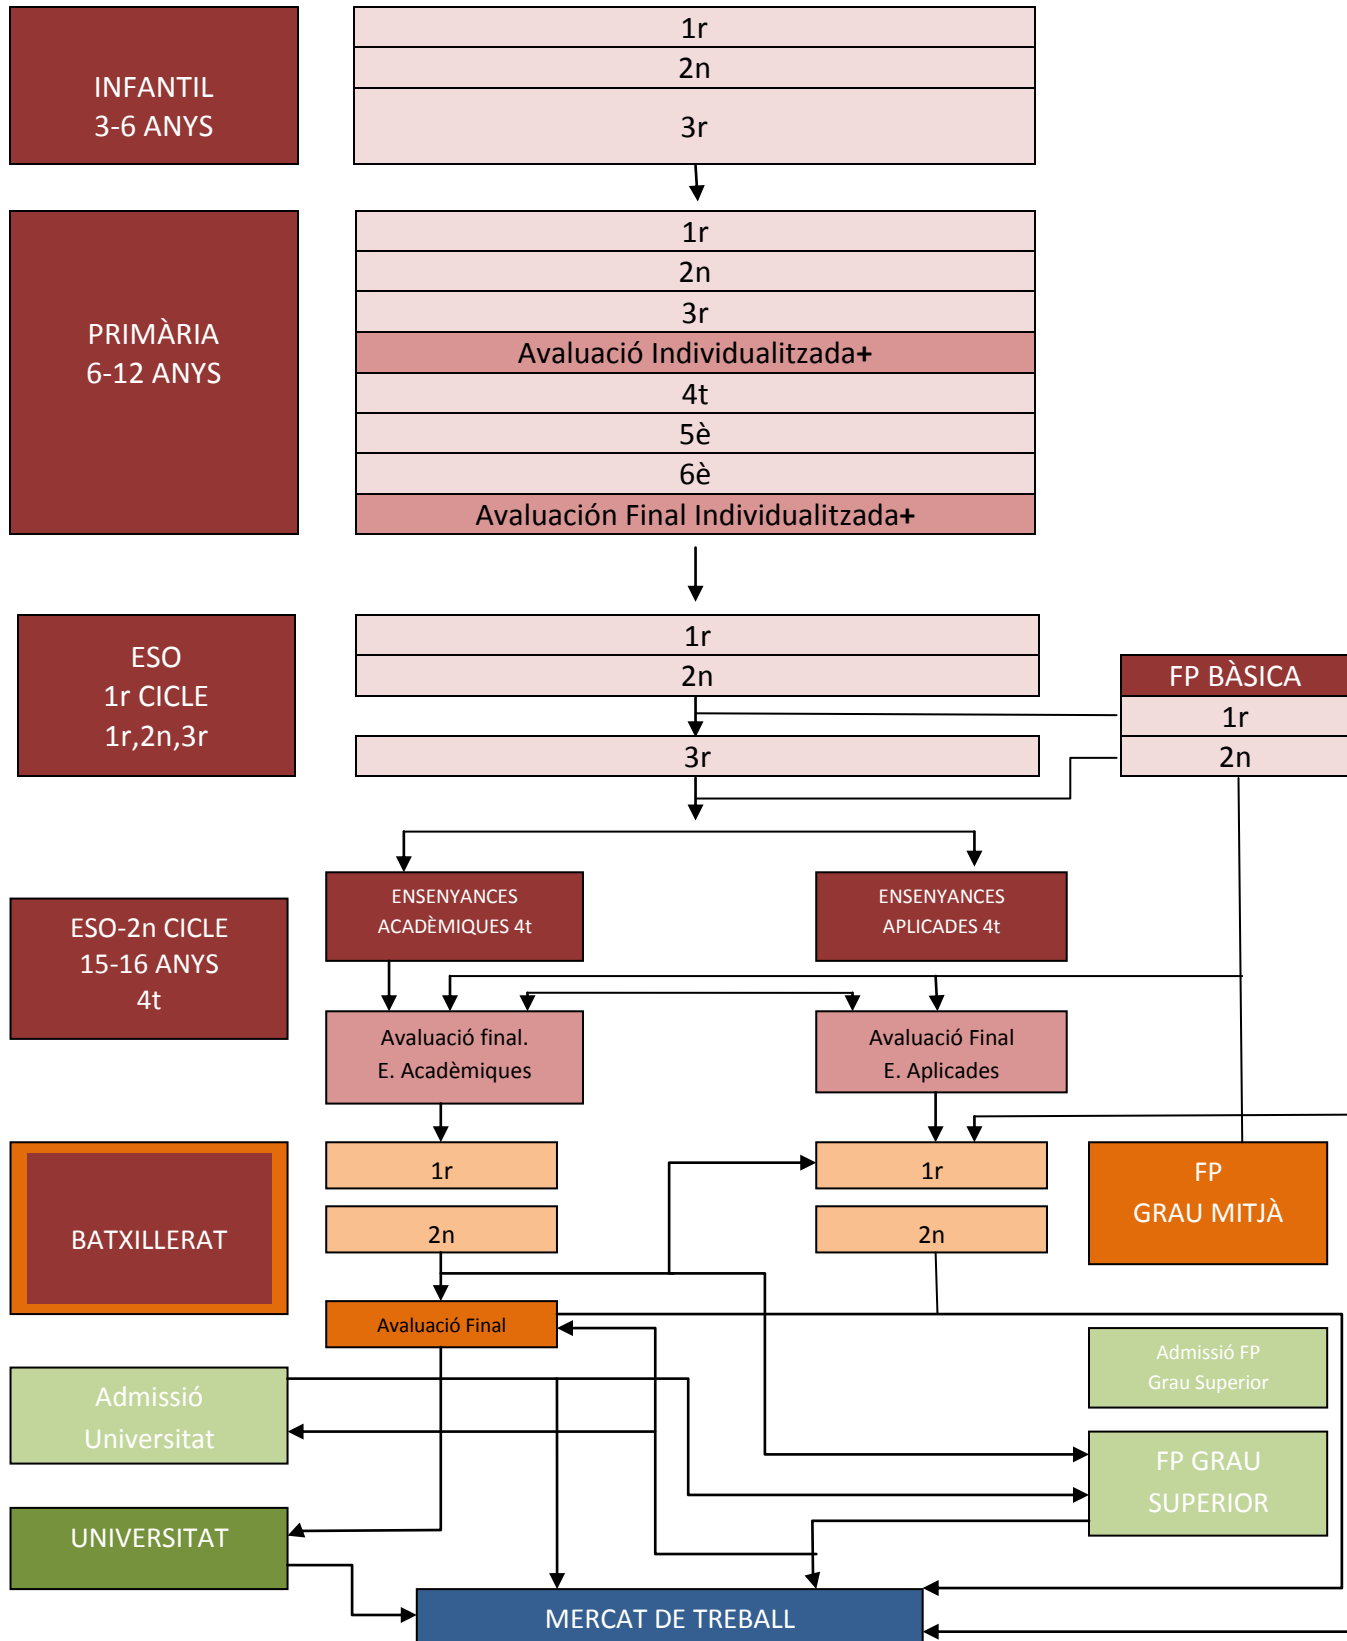 INFANTIL
3-6 ANYS
1r
2n
3r
PRIMÀRIA
6-12 ANYS
1r
2n
3r
Avaluació Individualitzada+
4t
5è
6è
Avaluación Final Individualitzada+
ESO
1r CICLE
1r,2n,3r
1r
2n
3r
FP BÀSICA
1r
2n
ENSENYANCES
ACADÈMIQUES 4t
ENSENYANCES
APLICADES 4t
ESO-2n CICLE
15-16 ANYS
4t
Avaluació final.
E. Acadèmiques
Avaluació Final
E. Aplicades
BATXILLERAT
1r
2n
1r
2n
FP
GRAU MITJÀ
Avaluació Final
Admissió FP
Grau Superior
Admissió
Universitat
FP GRAU
SUPERIOR
UNIVERSITAT
MERCAT DE TREBALL